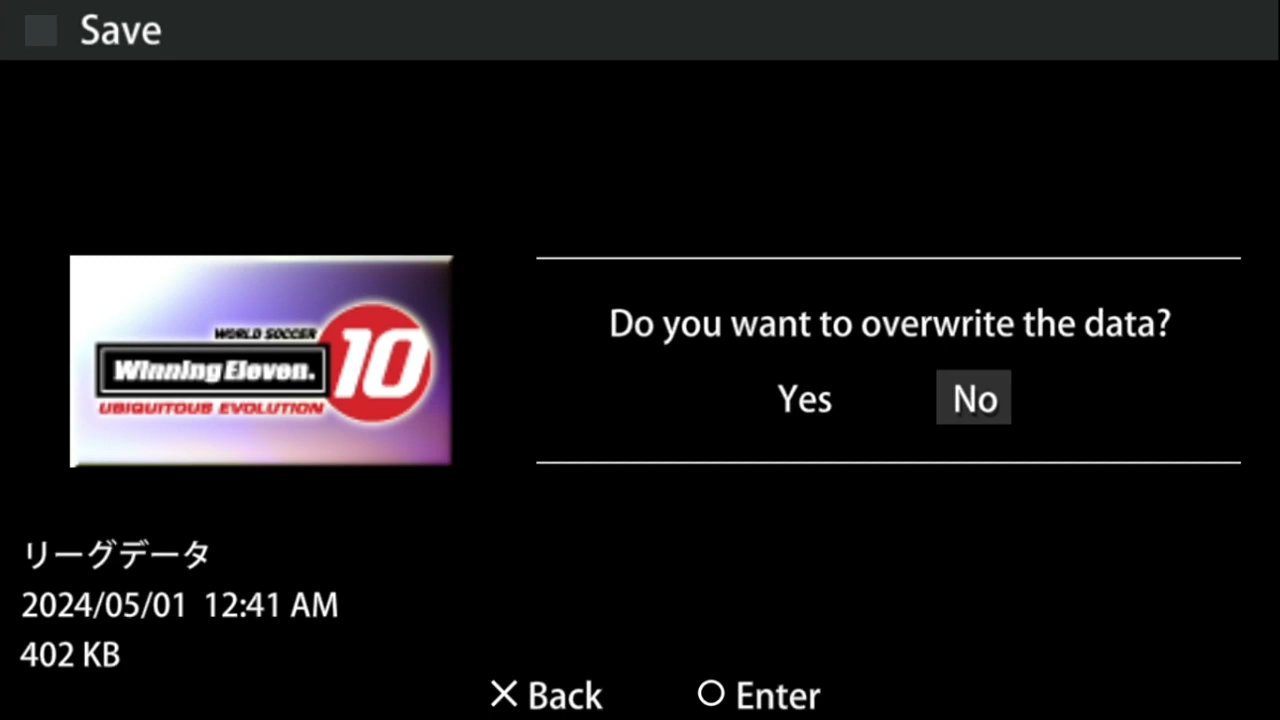 Save
WORLD SOCCER
Winning Eleven.
10
UBIQUITOUS EVOLUTION
Do you want to overwrite the data?
Yes No
リーグデータ
2024/05/01 12:41 AM
402 KB
Back Enter